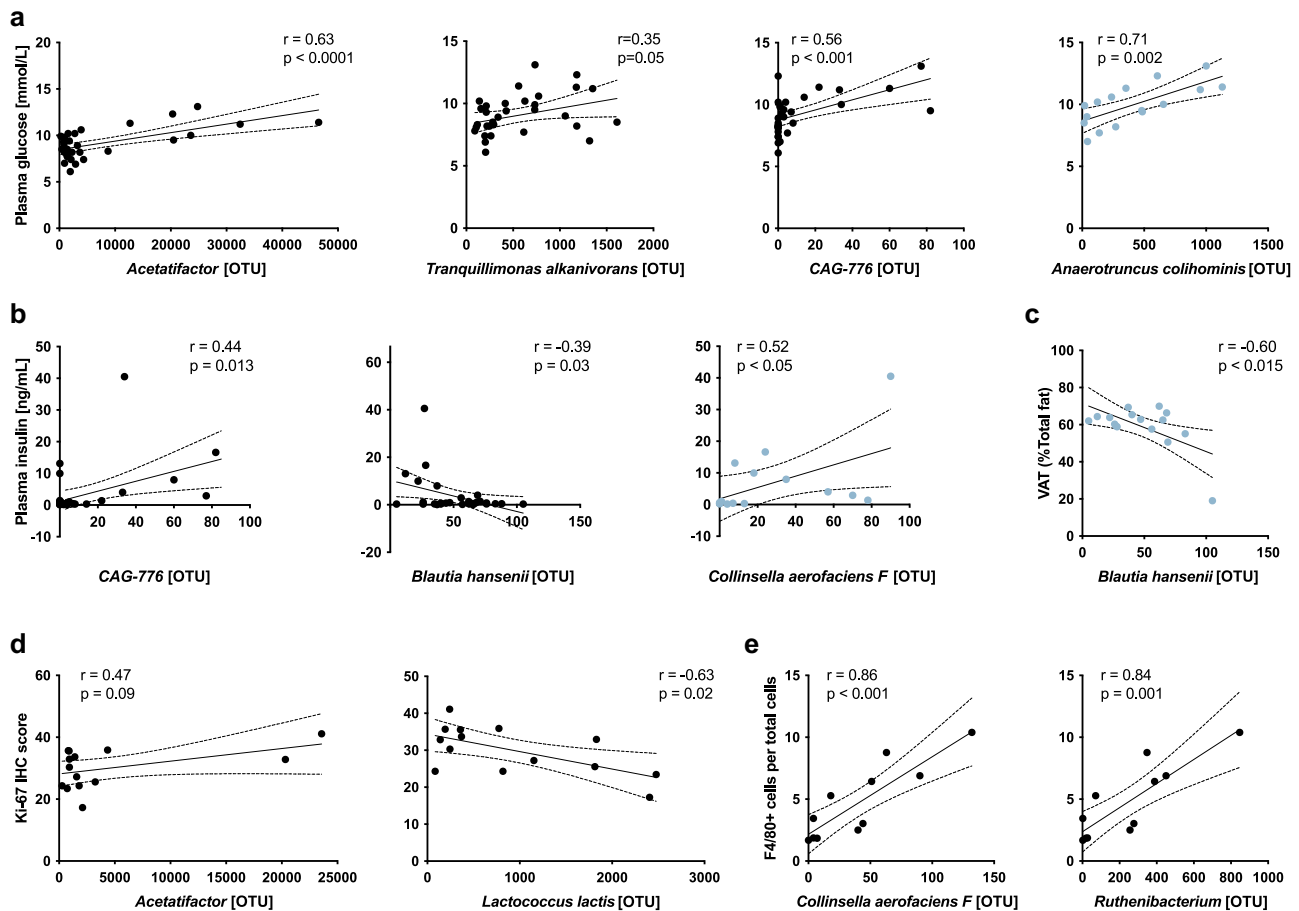 a
Plasma glucose [mmol/L]
20
15
10
5
0
0 10000 20000 30000 40000 50000
Acetatifactor [OTU]
r = 0.63
p < 0.0001
15
10
5
0
0 500 1000 1500 2000
Tranquillimonas alkanivorans [OTU]
r=0.35
p=0.05
15
10
5
0
0 20 40 60 80 100
CAG-776 [OTU]
r = 0.56
p < 0.001
15
10
5
0
0 500 1000 1500
Anaerotruncus colihominis [OTU]
r = 0.71
p = 0.002
b
Plasma insulin [ng/mL]
50
40
30
20
10
0
-10
20 40 60 80 100
CAG-776 [OTU]
r = 0.44
p = 0.013
60
40
20
0
-20
50 100 150
Blautia hansenii [OTU]
r = -0.39
p = 0.03
50
40
30
20
10
0
-10
20 40 60 80 100
Collinsella aerofaciens F [OTU]
r = 0.52
p < 0.05
c
VAT (%Total fat)
100
80
60
40
20
0
0 50 100 150
Blautia hansenii [OTU]
r = -0.60
p < 0.015
d
Ki-67 IHC score
60
40
20
0
0 5000 10000 15000 20000 25000
Acetatifactor [OTU]
r = 0.47
p = 0.09
50
40
30
20
10
0
0 1000 2000 3000
Lactococcus lactis [OTU]
r = -0.63
p = 0.02
e
F4/80+ cells per total cells
15
10
5
0
0 50 100 150
Collinsella aerofaciens F [OTU]
r = 0.86
p < 0.001
15
10
5
0
0 200 400 600 800 1000
Ruthenibacterium [OTU]
r = 0.84
p = 0.001